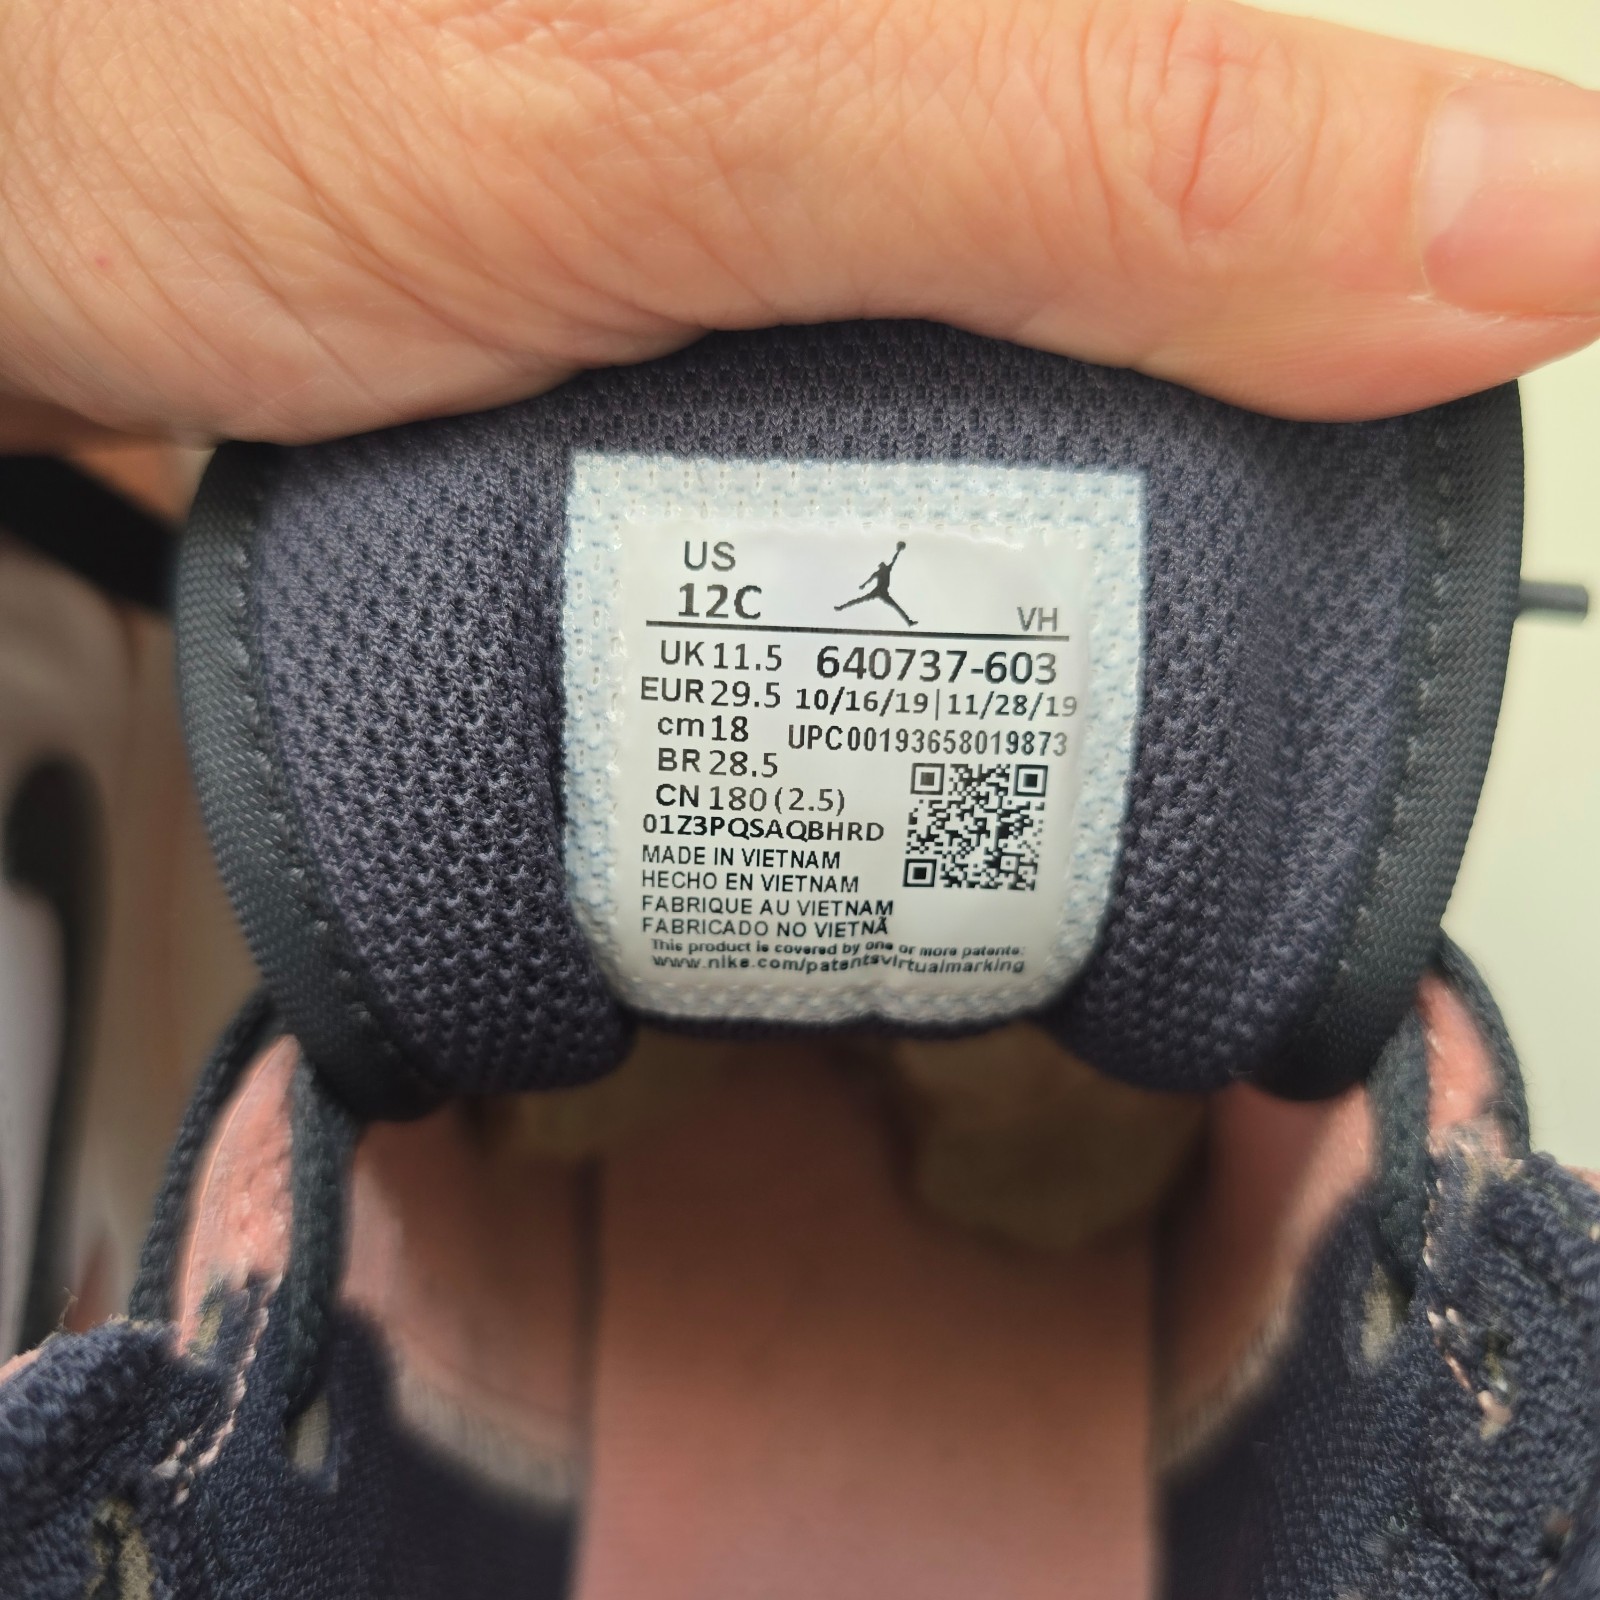 US
12C
VH
UK 11.5 640737-603
EUR 29.5 10/16/19|11/28/19
cm 18 UPC00193658019873
BR 28.5
CN 180 (2.5)
01Z3PQSAQBHRD
MADE IN VIETNAM
HECHO EN VIETNAM
FABRIQUE AU VIETNAM
FABRICADO NO VIETNÃ
This product is covered by one or more patents:
www.nike.com/patentsvirtualmarking